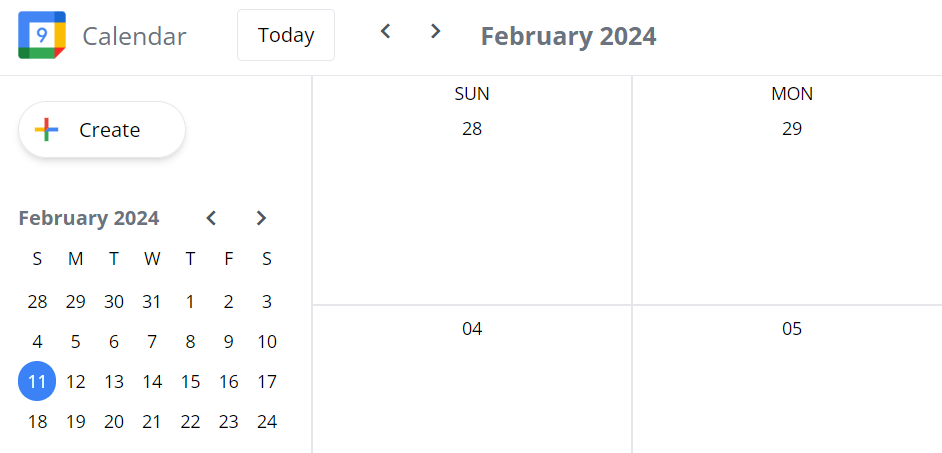 9 Calendar Today February 2024
Create
February 2024
S M T W T F S
28 29 30 31 1 2 3
4 5 6 7 8 9 10
11 12 13 14 15 16 17
18 19 20 21 22 23 24
SUN MON
28 29
04 05